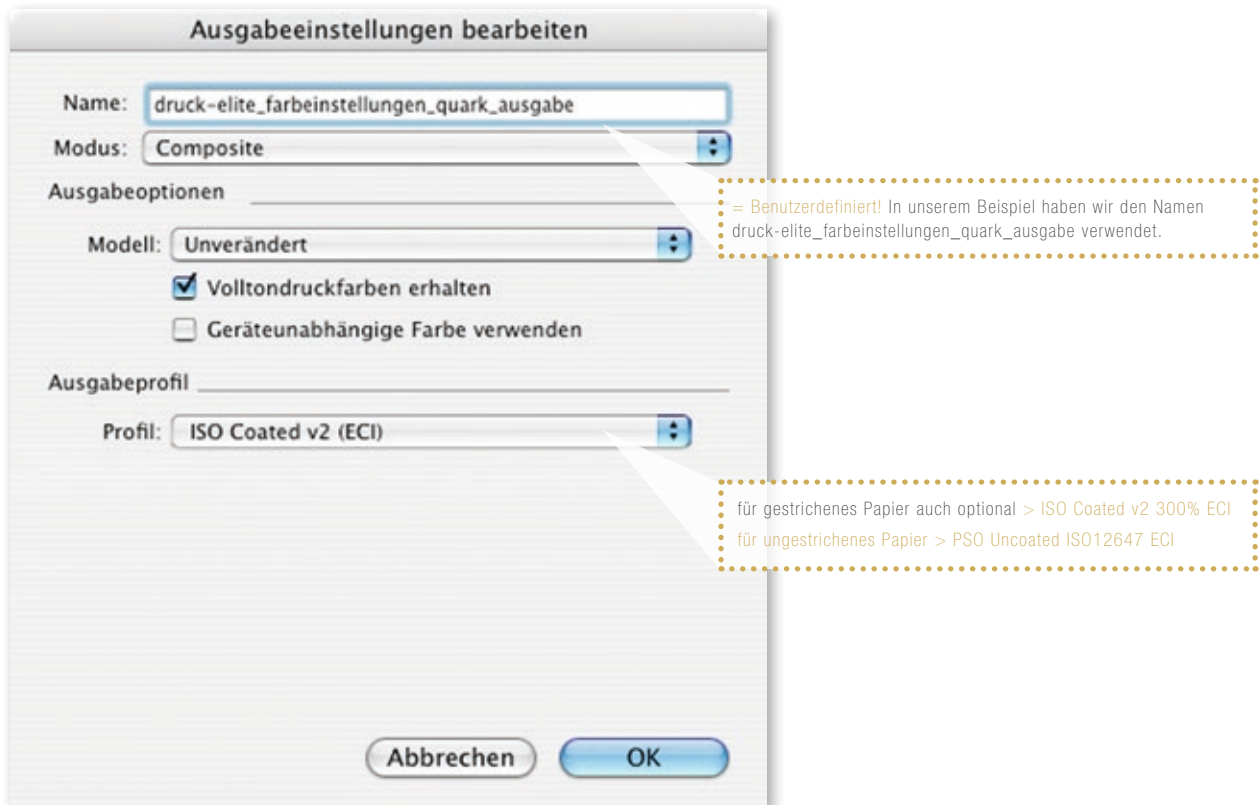 Ausgabeeinstellungen bearbeiten
Name: druck-elite_farbeinstellungen_quark_ausgabe
Modus: Composite
Ausgabeoptionen
= Benutzerdefiniert! In unserem Beispiel haben wir den Namen
druck-elite_farbeinstellungen_quark_ausgabe verwendet.
Modell: Unverändert
Volltondruckfarben erhalten
Geräteunabhängige Farbe verwenden
Ausgabeprofil
Profil: ISO Coated v2 (ECI)
für gestrichenes Papier auch optional > ISO Coated v2 300% ECI
für ungestrichenes Papier > PSO Uncoated ISO12647 ECI
Abbrechen OK